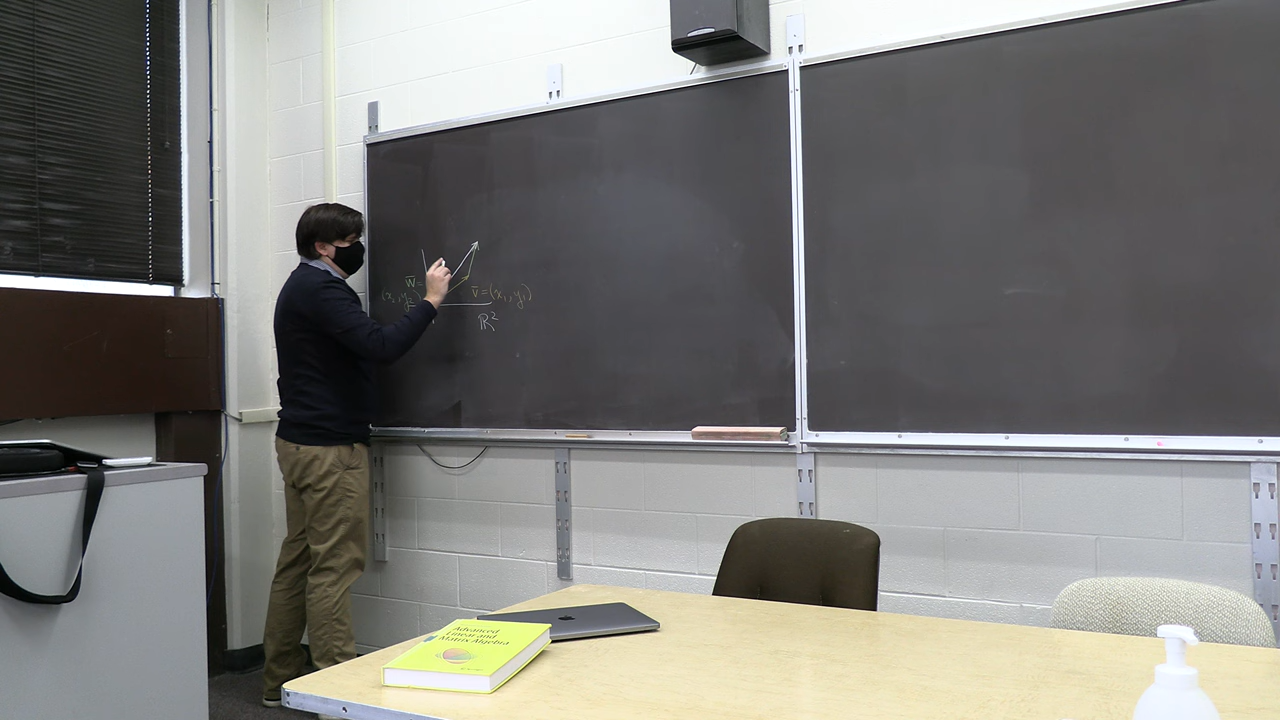 w̅ =
(x₂, y₂)
v̅ = (x₁, y₁)
ℝ²
Advanced
Linear and
Matrix Algebra